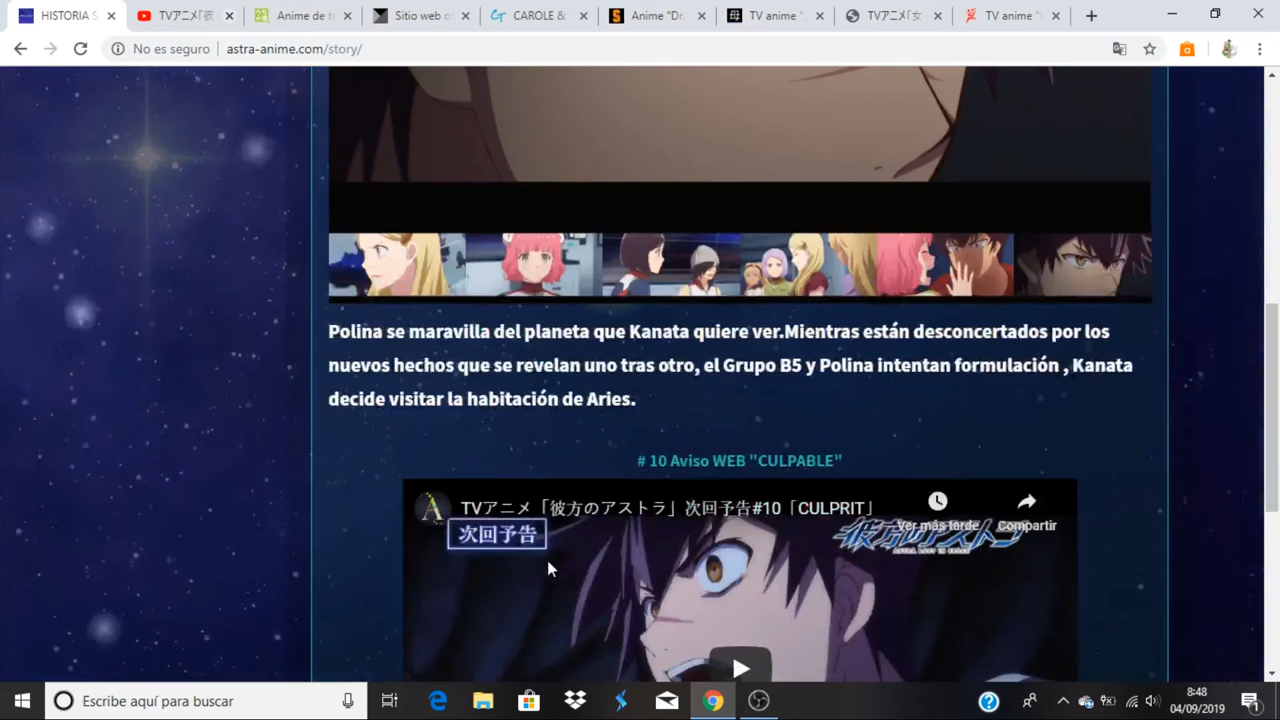 HISTORIA S
TVアニメ「彼
Anime de t
Sitio web o
CAROLE &
Anime "Dr.
TV anime "
TVアニメ「女
TV anime "
No es seguro
astra-anime.com/story/
Polina se maravilla del planeta que Kanata quiere ver.Mientras están desconcertados por los
nuevos hechos que se revelan uno tras otro, el Grupo B5 y Polina intentan formulación , Kanata
decide visitar la habitación de Aries.
# 10 Aviso WEB "CULPABLE"
TVアニメ「彼方のアストラ」次回予告#10「CULPRIT」
Ver más tarde
Compartir
次回予告
彼方のアストラ
ASTRA LOST IN SPACE
Escribe aquí para buscar
8:48
04/09/2019